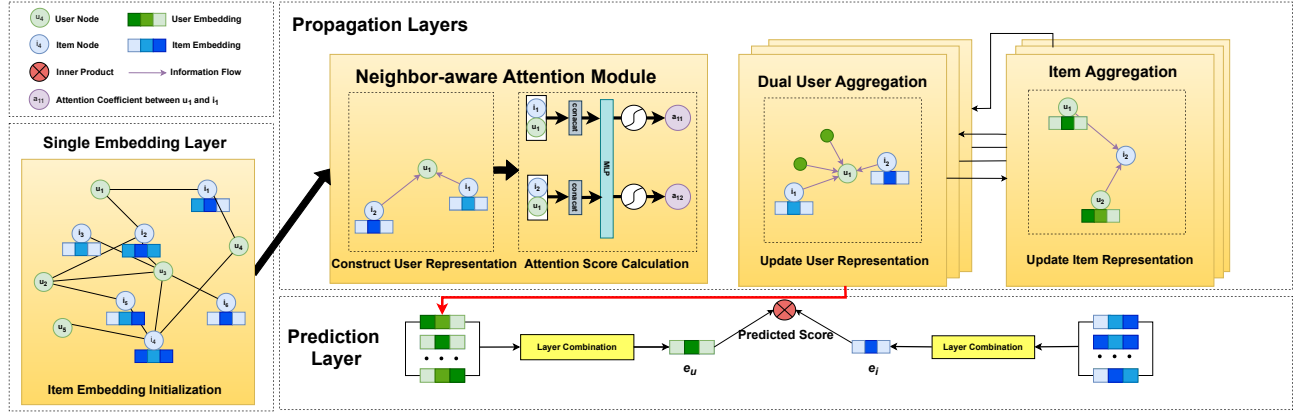 u₄ User Node User Embedding
i₄ Item Node Item Embedding
Inner Product Information Flow
a₁₁ Attention Coefficient between u₁ and i₁
Single Embedding Layer
u₁
i₁
i₃
i₂
u₄
u₃
u₂
i₅
i₆
u₅
i₄
Item Embedding Initialization
Propagation Layers
Neighbor-aware Attention Module
u₁
i₁
i₂
Construct User Representation
i₁
u₁
conacat
a₁₁
MLP
i₂
u₁
conacat
a₁₂
Attention Score Calculation
Dual User Aggregation
i₂
u₁
i₁
Update User Representation
Item Aggregation
u₁
i₂
u₂
Update Item Representation
Prediction
Layer
Layer Combination
e_u
Predicted Score
e_i
Layer Combination